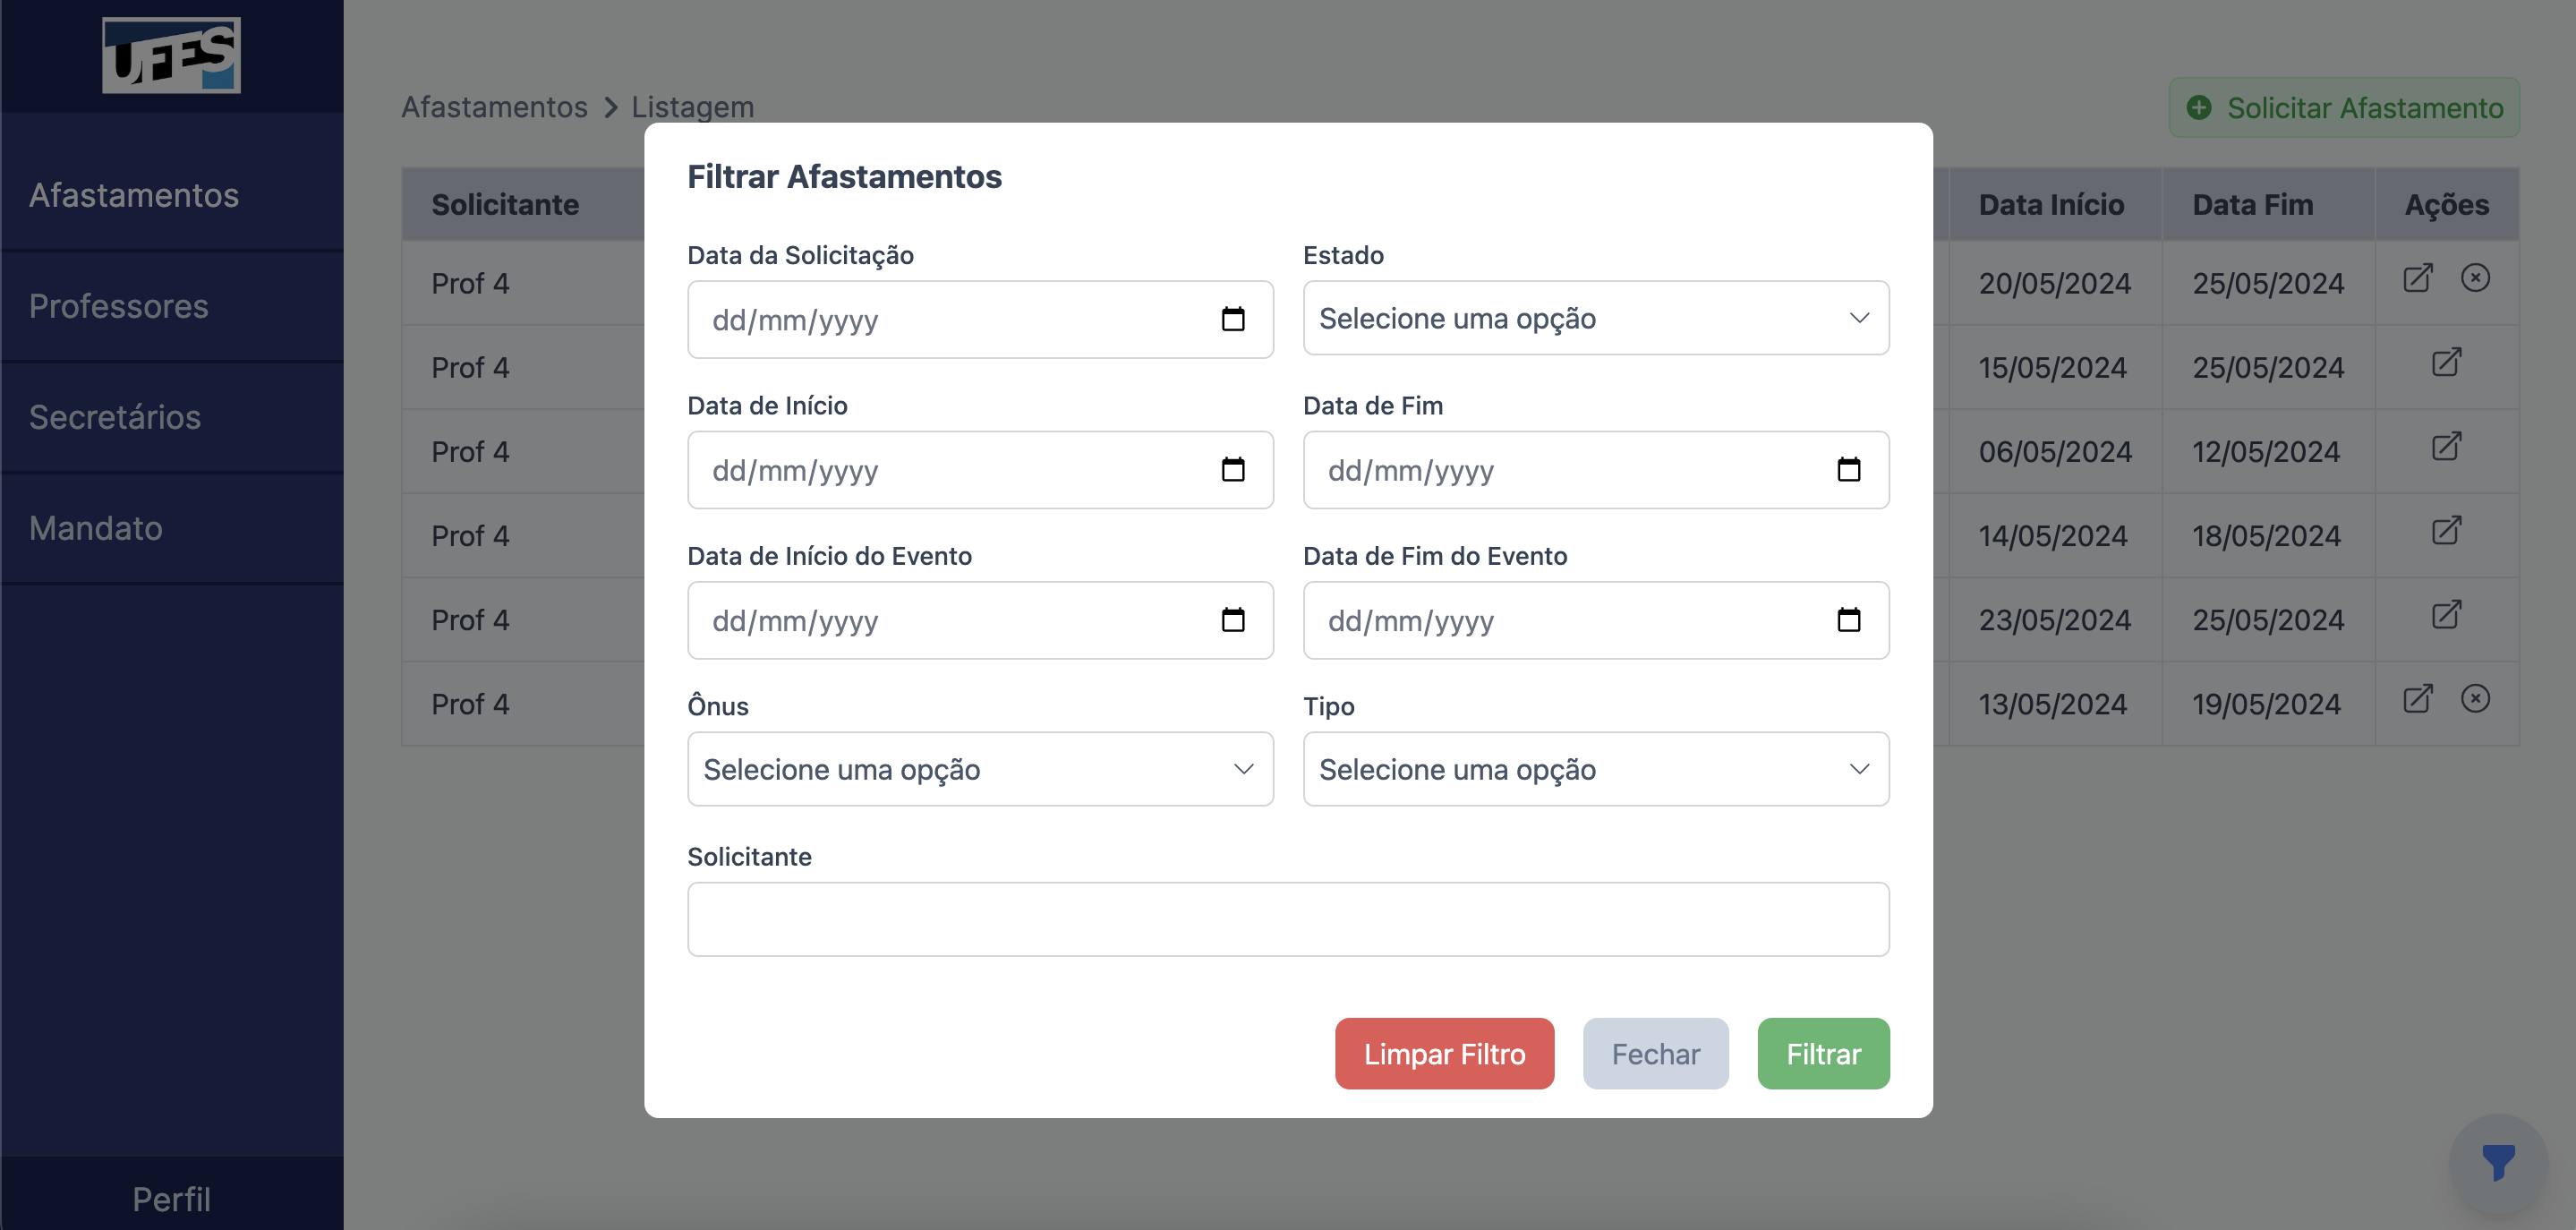 UFES
Afastamentos
Professores
Secretários
Mandato
Perfil
Afastamentos > Listagem
Solicitar Afastamento
Solicitante Data Início Data Fim Ações
Prof 4 20/05/2024 25/05/2024
Prof 4 15/05/2024 25/05/2024
Prof 4 06/05/2024 12/05/2024
Prof 4 14/05/2024 18/05/2024
Prof 4 23/05/2024 25/05/2024
Prof 4 13/05/2024 19/05/2024
Filtrar Afastamentos
Data da Solicitação Estado
dd/mm/yyyy Selecione uma opção
Data de Início Data de Fim
dd/mm/yyyy dd/mm/yyyy
Data de Início do Evento Data de Fim do Evento
dd/mm/yyyy dd/mm/yyyy
Ônus Tipo
Selecione uma opção Selecione uma opção
Solicitante
Limpar Filtro Fechar Filtrar